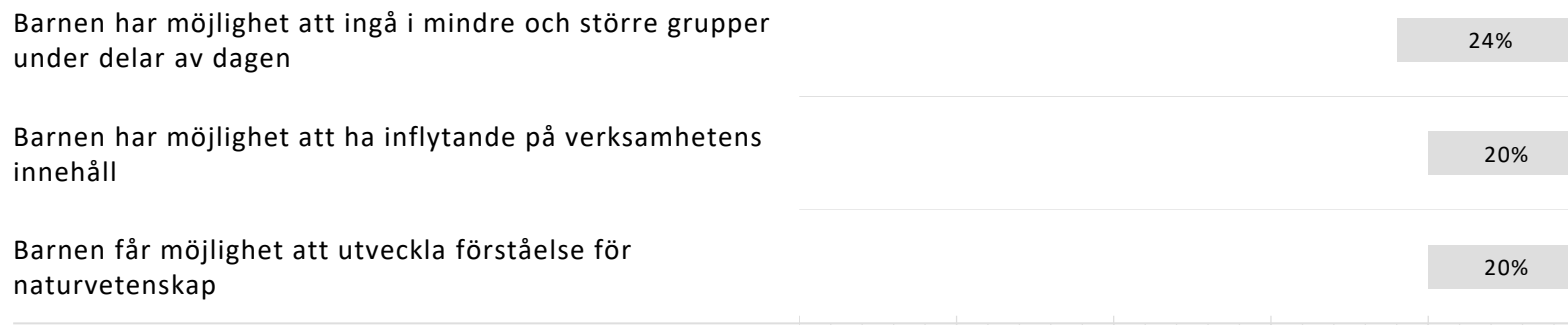 Barnen har möjlighet att ingå i mindre och större grupper
under delar av dagen
24%
Barnen har möjlighet att ha inflytande på verksamhetens
innehåll
20%
Barnen får möjlighet att utveckla förståelse för
naturvetenskap
20%